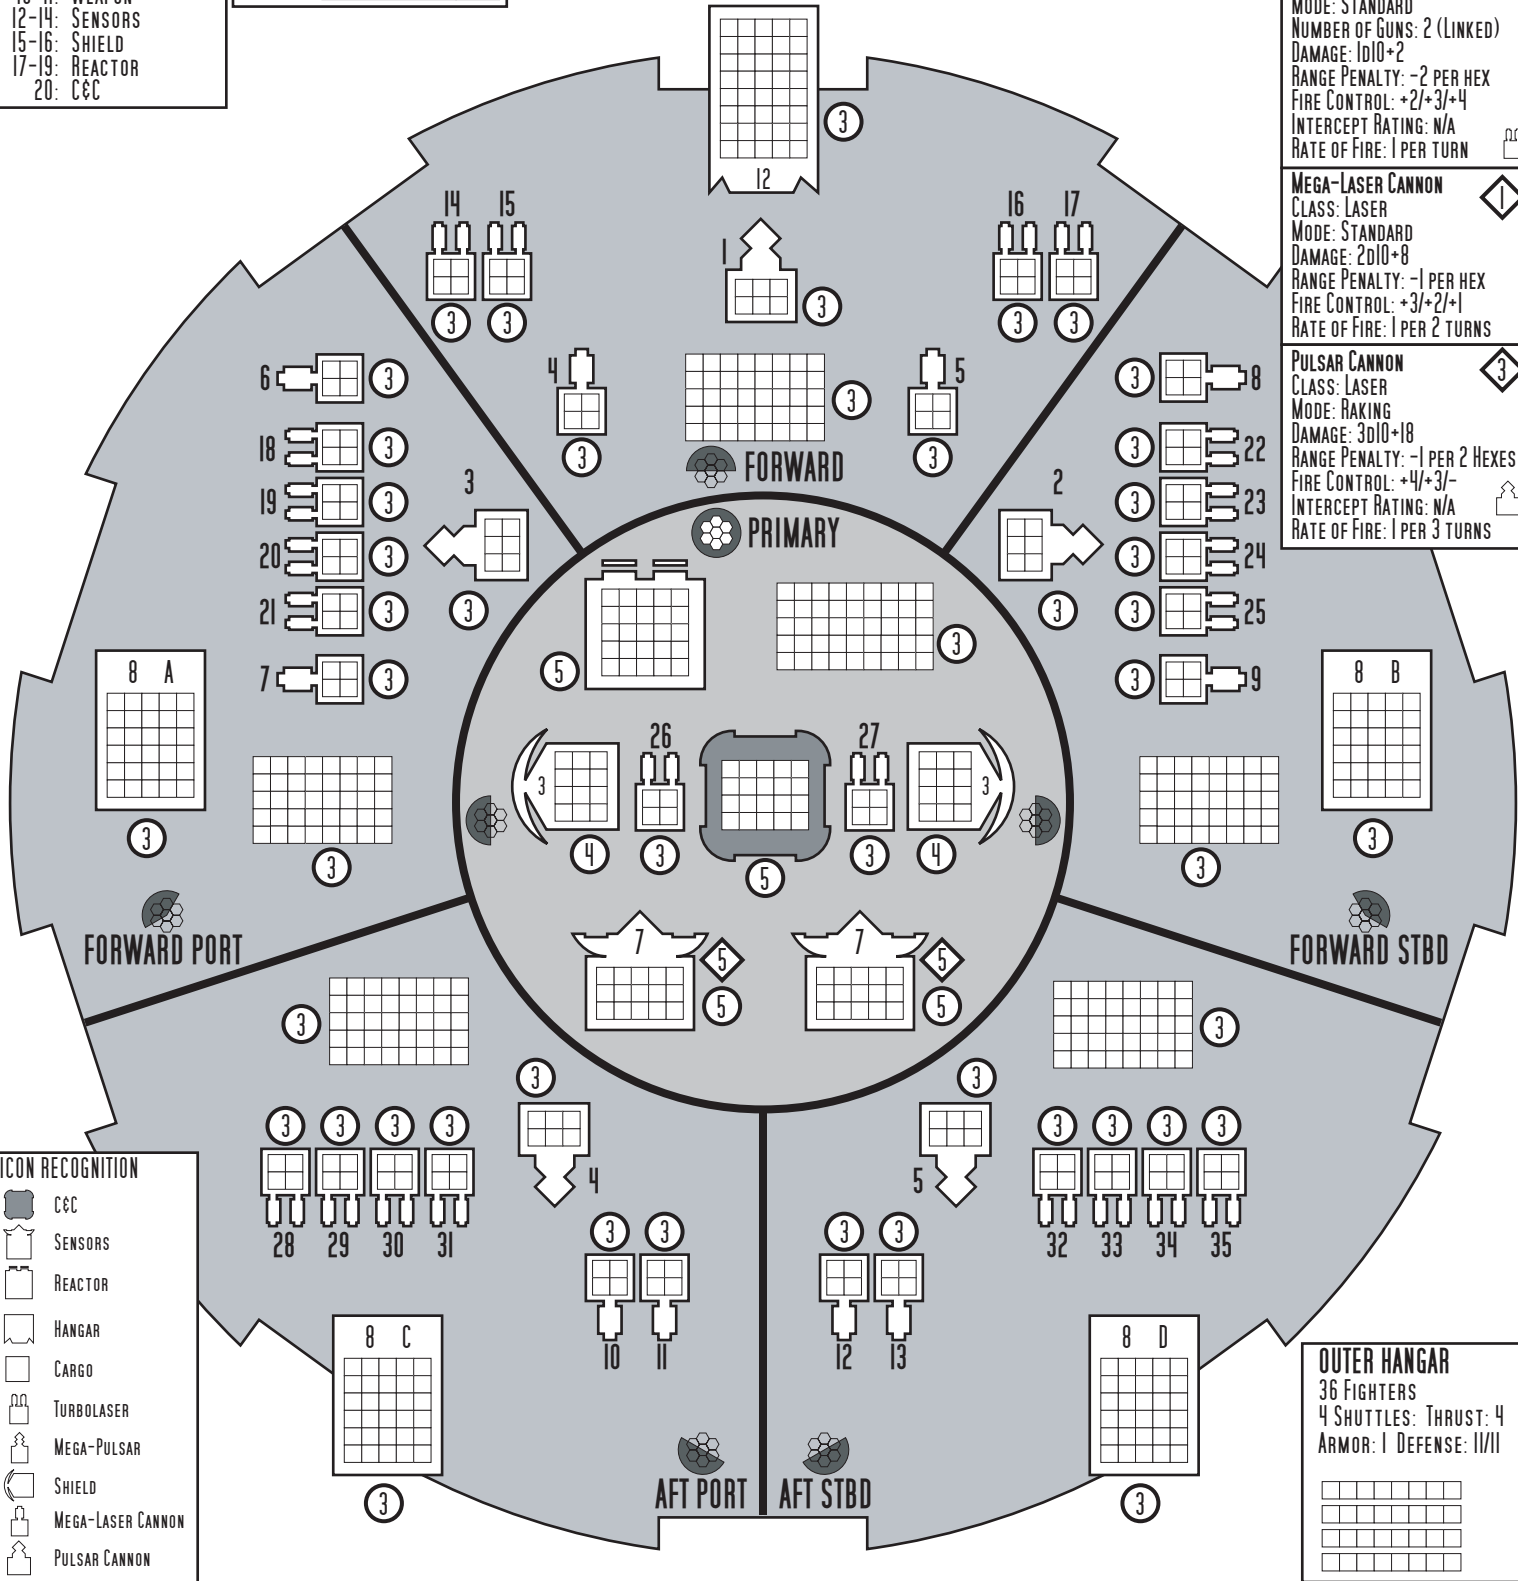 12-14: SENSORS
15-16: SHIELD
17-19: REACTOR
20: C&C
MODE: STANDARD
NUMBER OF GUNS: 2 (LINKED)
DAMAGE: 1D10+2
RANGE PENALTY: -2 PER HEX
FIRE CONTROL: +2/+3/+4
INTERCEPT RATING: N/A
RATE OF FIRE: 1 PER TURN
MEGA-LASER CANNON
1
CLASS: LASER
MODE: STANDARD
DAMAGE: 2D10+8
RANGE PENALTY: -1 PER HEX
FIRE CONTROL: +3/+2/+1
RATE OF FIRE: 1 PER 2 TURNS
PULSAR CANNON
3
CLASS: LASER
MODE: RAKING
DAMAGE: 3D10+18
RANGE PENALTY: -1 PER 2 HEXES
FIRE CONTROL: +4/+3/-
INTERCEPT RATING: N/A
RATE OF FIRE: 1 PER 3 TURNS
3
12
14 15
16 17
1
3
3 3
3 3
4
5
3
3
3
FORWARD
6 3
18 3
19 3
20 3
21 3
7 3
3
3
2
3
3 8
3 22
3 23
3 24
3 25
3 9
PRIMARY
5
3
8 A
3
3
FORWARD PORT
8 B
3
3
FORWARD STBD
26
27
3
3
4
3
5
3
4
7
5
5
7
5
5
3
3
3
3
3 3 3 3
28 29 30 31
4
5
3 3 3 3
32 33 34 35
3 3
10 11
3 3
12 13
8 C
3
8 D
3
AFT PORT
AFT STBD
ICON RECOGNITION
C&C
SENSORS
REACTOR
HANGAR
CARGO
TURBOLASER
MEGA-PULSAR
SHIELD
MEGA-LASER CANNON
PULSAR CANNON
OUTER HANGAR
36 FIGHTERS
4 SHUTTLES: THRUST: 4
ARMOR: 1 DEFENSE: 11/11